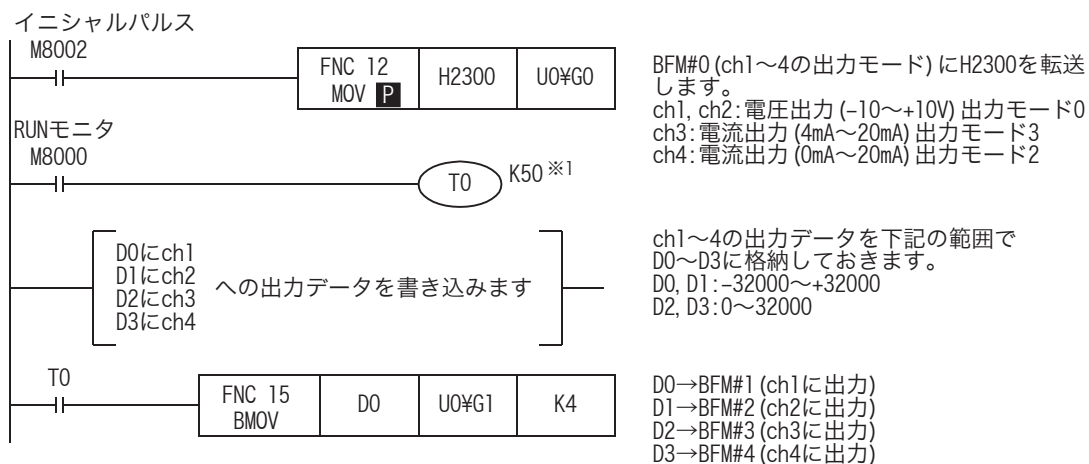 イニシャルパルス
M8002
FNC 12
MOV P
H2300
U0¥G0
BFM#0 (ch1～4の出力モード) にH2300を転送
します。
ch1, ch2:電圧出力 (-10～+10V) 出力モード0
ch3:電流出力 (4mA～20mA) 出力モード3
ch4:電流出力 (0mA～20mA) 出力モード2
RUNモニタ
M8000
T0
K50 ※1
D0にch1
D1にch2
D2にch3
D3にch4
への出力データを書き込みます
ch1～4の出力データを下記の範囲で
D0～D3に格納しておきます。
D0, D1:-32000～+32000
D2, D3:0～32000
T0
FNC 15
BMOV
D0
U0¥G1
K4
D0→BFM#1 (ch1に出力)
D1→BFM#2 (ch2に出力)
D2→BFM#3 (ch3に出力)
D3→BFM#4 (ch4に出力)